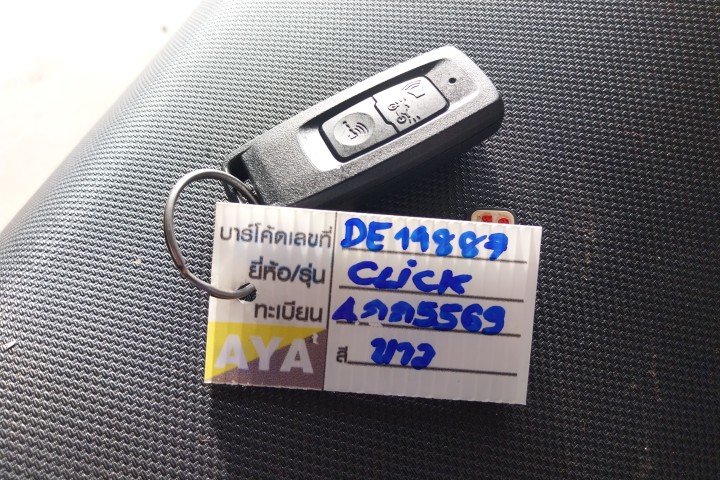 บาร์โค้ดเลขที่ DE19887
ยี่ห้อ/รุ่น CLICK
ทะเบียน 1กก5569
AYA สี ขาว